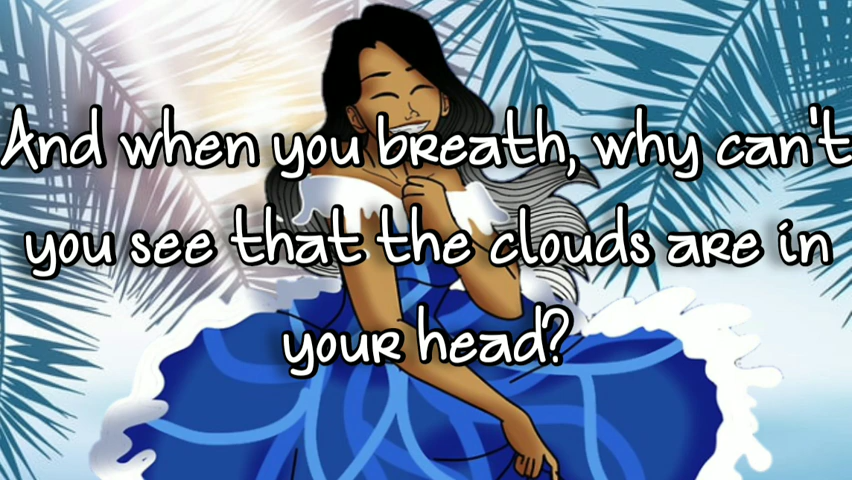 And when you breath, why can't
you see that the clouds are in
your head?